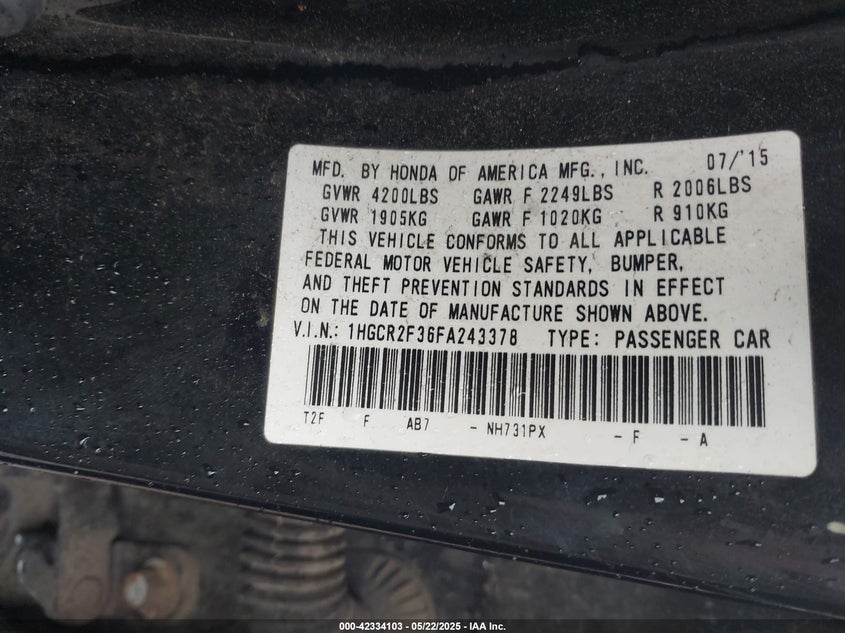 MFD. BY HONDA OF AMERICA MFG., INC. 07/'15
GVWR 4200LBS GAWR F 2249LBS R 2006LBS
GVWR 1905KG GAWR F 1020KG R 910KG
THIS VEHICLE CONFORMS TO ALL APPLICABLE
FEDERAL MOTOR VEHICLE SAFETY, BUMPER,
AND THEFT PREVENTION STANDARDS IN EFFECT
ON THE DATE OF MANUFACTURE SHOWN ABOVE.
V.I.N.: 1HGCR2F36FA243378 TYPE: PASSENGER CAR
T2F F AB7 - NH731PX - F - A
000-42334103 - 05/22/2025 - IAA Inc.